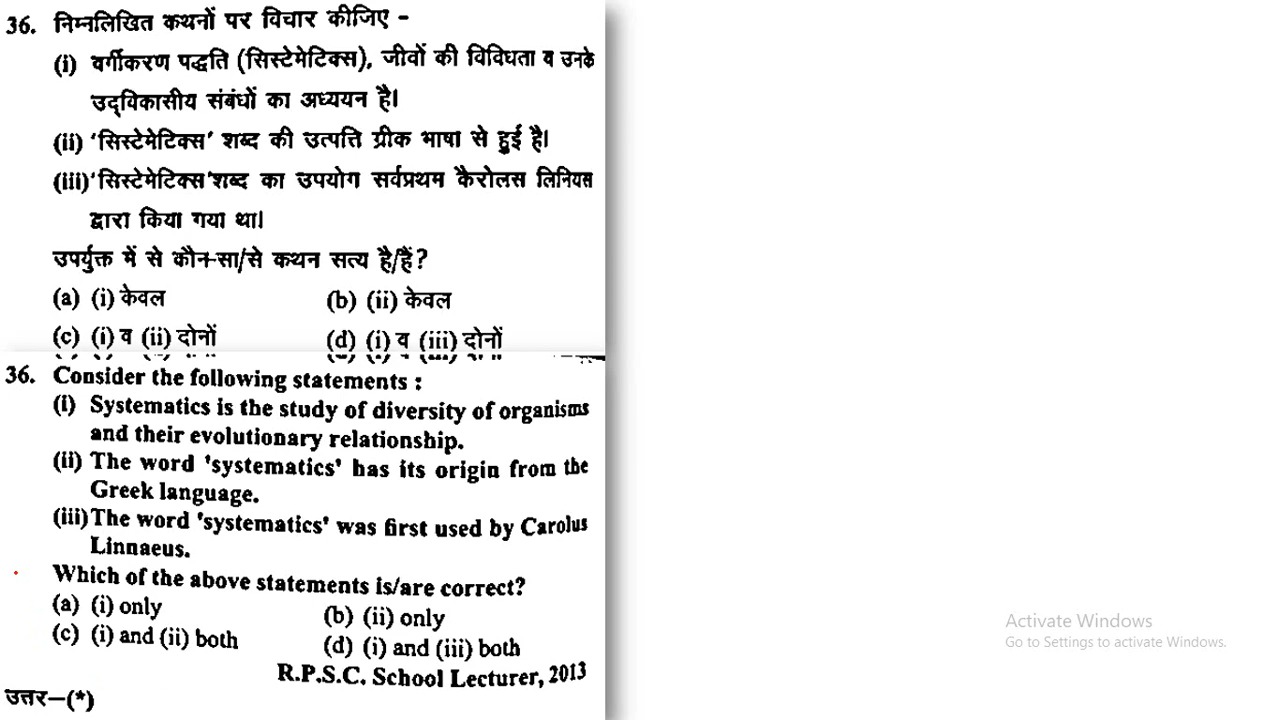 36. निम्नलिखित कथनों पर विचार कीजिए -
(i) वर्गीकरण पद्धति (सिस्टेमेटिक्स), जीवों की विविधता व उनके
उद्विकासीय संबंधों का अध्ययन है।
(ii) 'सिस्टेमेटिक्स' शब्द की उत्पत्ति ग्रीक भाषा से हुई है।
(iii) 'सिस्टेमेटिक्स' शब्द का उपयोग सर्वप्रथम कैरोलस लिनियस
द्वारा किया गया था।
उपर्युक्त में से कौन-सा/से कथन सत्य है/हैं?
(a) (i) केवल (b) (ii) केवल
(c) (i) व (ii) दोनों (d) (i) व (iii) दोनों
36. Consider the following statements :
(i) Systematics is the study of diversity of organisms
and their evolutionary relationship.
(ii) The word 'systematics' has its origin from the
Greek language.
(iii) The word 'systematics' was first used by Carolus
Linnaeus.
Which of the above statements is/are correct?
(a) (i) only (b) (ii) only
(c) (i) and (ii) both (d) (i) and (iii) both
R.P.S.C. School Lecturer, 2013
उत्तर–(*)
Activate Windows
Go to Settings to activate Windows.